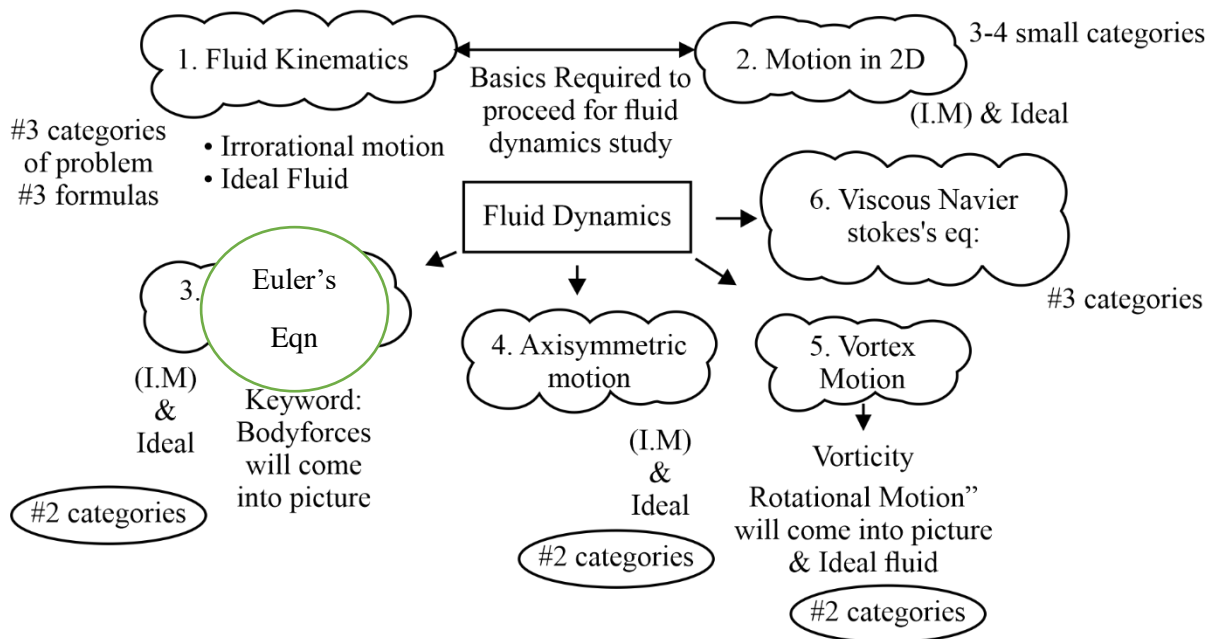 1. Fluid Kinematics
Basics Required to
proceed for fluid
dynamics study
2. Motion in 2D
3-4 small categories
(I.M) & Ideal
#3 categories
of problem
#3 formulas
• Irrorational motion
• Ideal Fluid
Fluid Dynamics
6. Viscous Navier
stokes's eq:
#3 categories
3.
Euler’s
Eqn
(I.M)
&
Ideal
Keyword:
Bodyforces
will come
into picture
#2 categories
4. Axisymmetric
motion
(I.M)
&
Ideal
#2 categories
5. Vortex
Motion
Vorticity
Rotational Motion”
will come into picture
& Ideal fluid
#2 categories